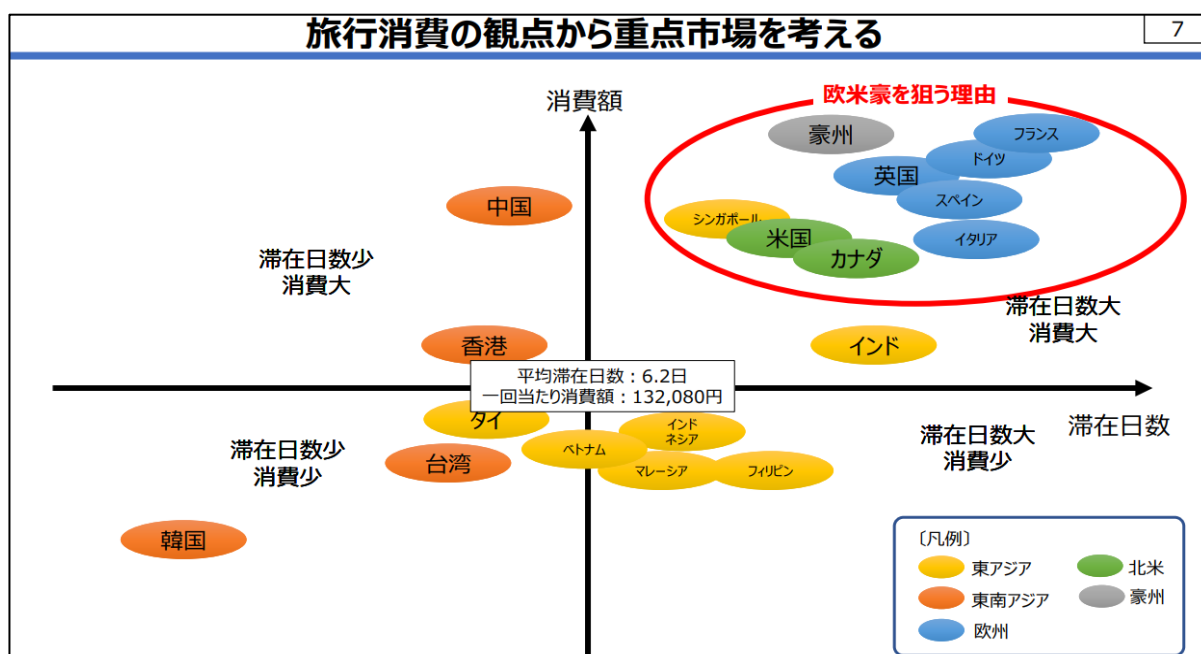 旅行消費の観点から重点市場を考える
7
消費額
欧米豪を狙う理由
豪州
フランス
ドイツ
英国
スペイン
中国
シンガポール
米国
イタリア
カナダ
滞在日数少
消費大
滞在日数大
消費大
香港
インド
平均滞在日数：6.2日
一回当たり消費額：132,080円
滞在日数
タイ
インド
ネシア
ベトナム
台湾
マレーシア
フィリピン
滞在日数少
消費少
滞在日数大
消費少
韓国
〔凡例〕
東アジア
北米
東南アジア
豪州
欧州